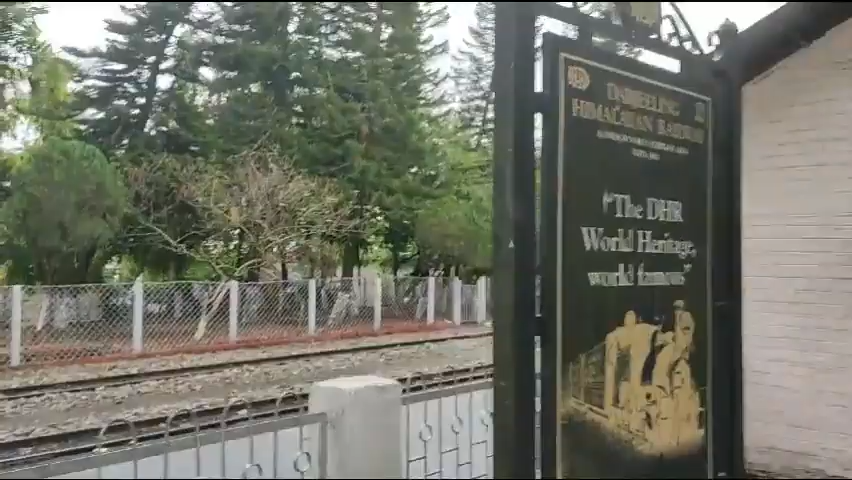 DARJEELING
HIMALAYAN RAILWAY
"The DHR
World Heritage,
world famous"